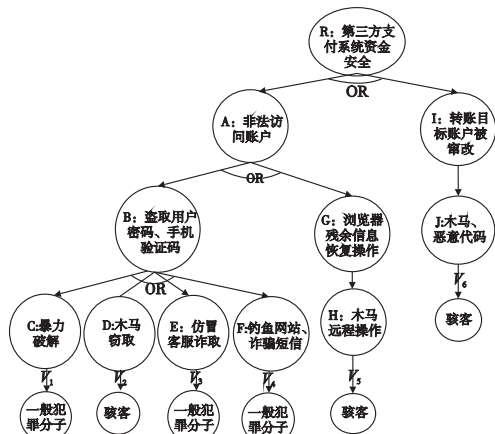 R：第三方支
付系统资金
安全
OR
A：非法访
问账户
I：转账目
标账户被
窜改
OR
B：盗取用户
密码、手机
验证码
G：浏览器
残余信息
恢复操作
J:木马、
恶意代码
OR
V6
C:暴力
破解
D:木马
窃取
E：仿冒
客服诈取
F:钓鱼网站、
诈骗短信
H：木马
远程操作
骇客
V1
V2
V3
V4
V5
一般犯
罪分子
骇客
一般犯
罪分子
一般犯
罪分子
骇客